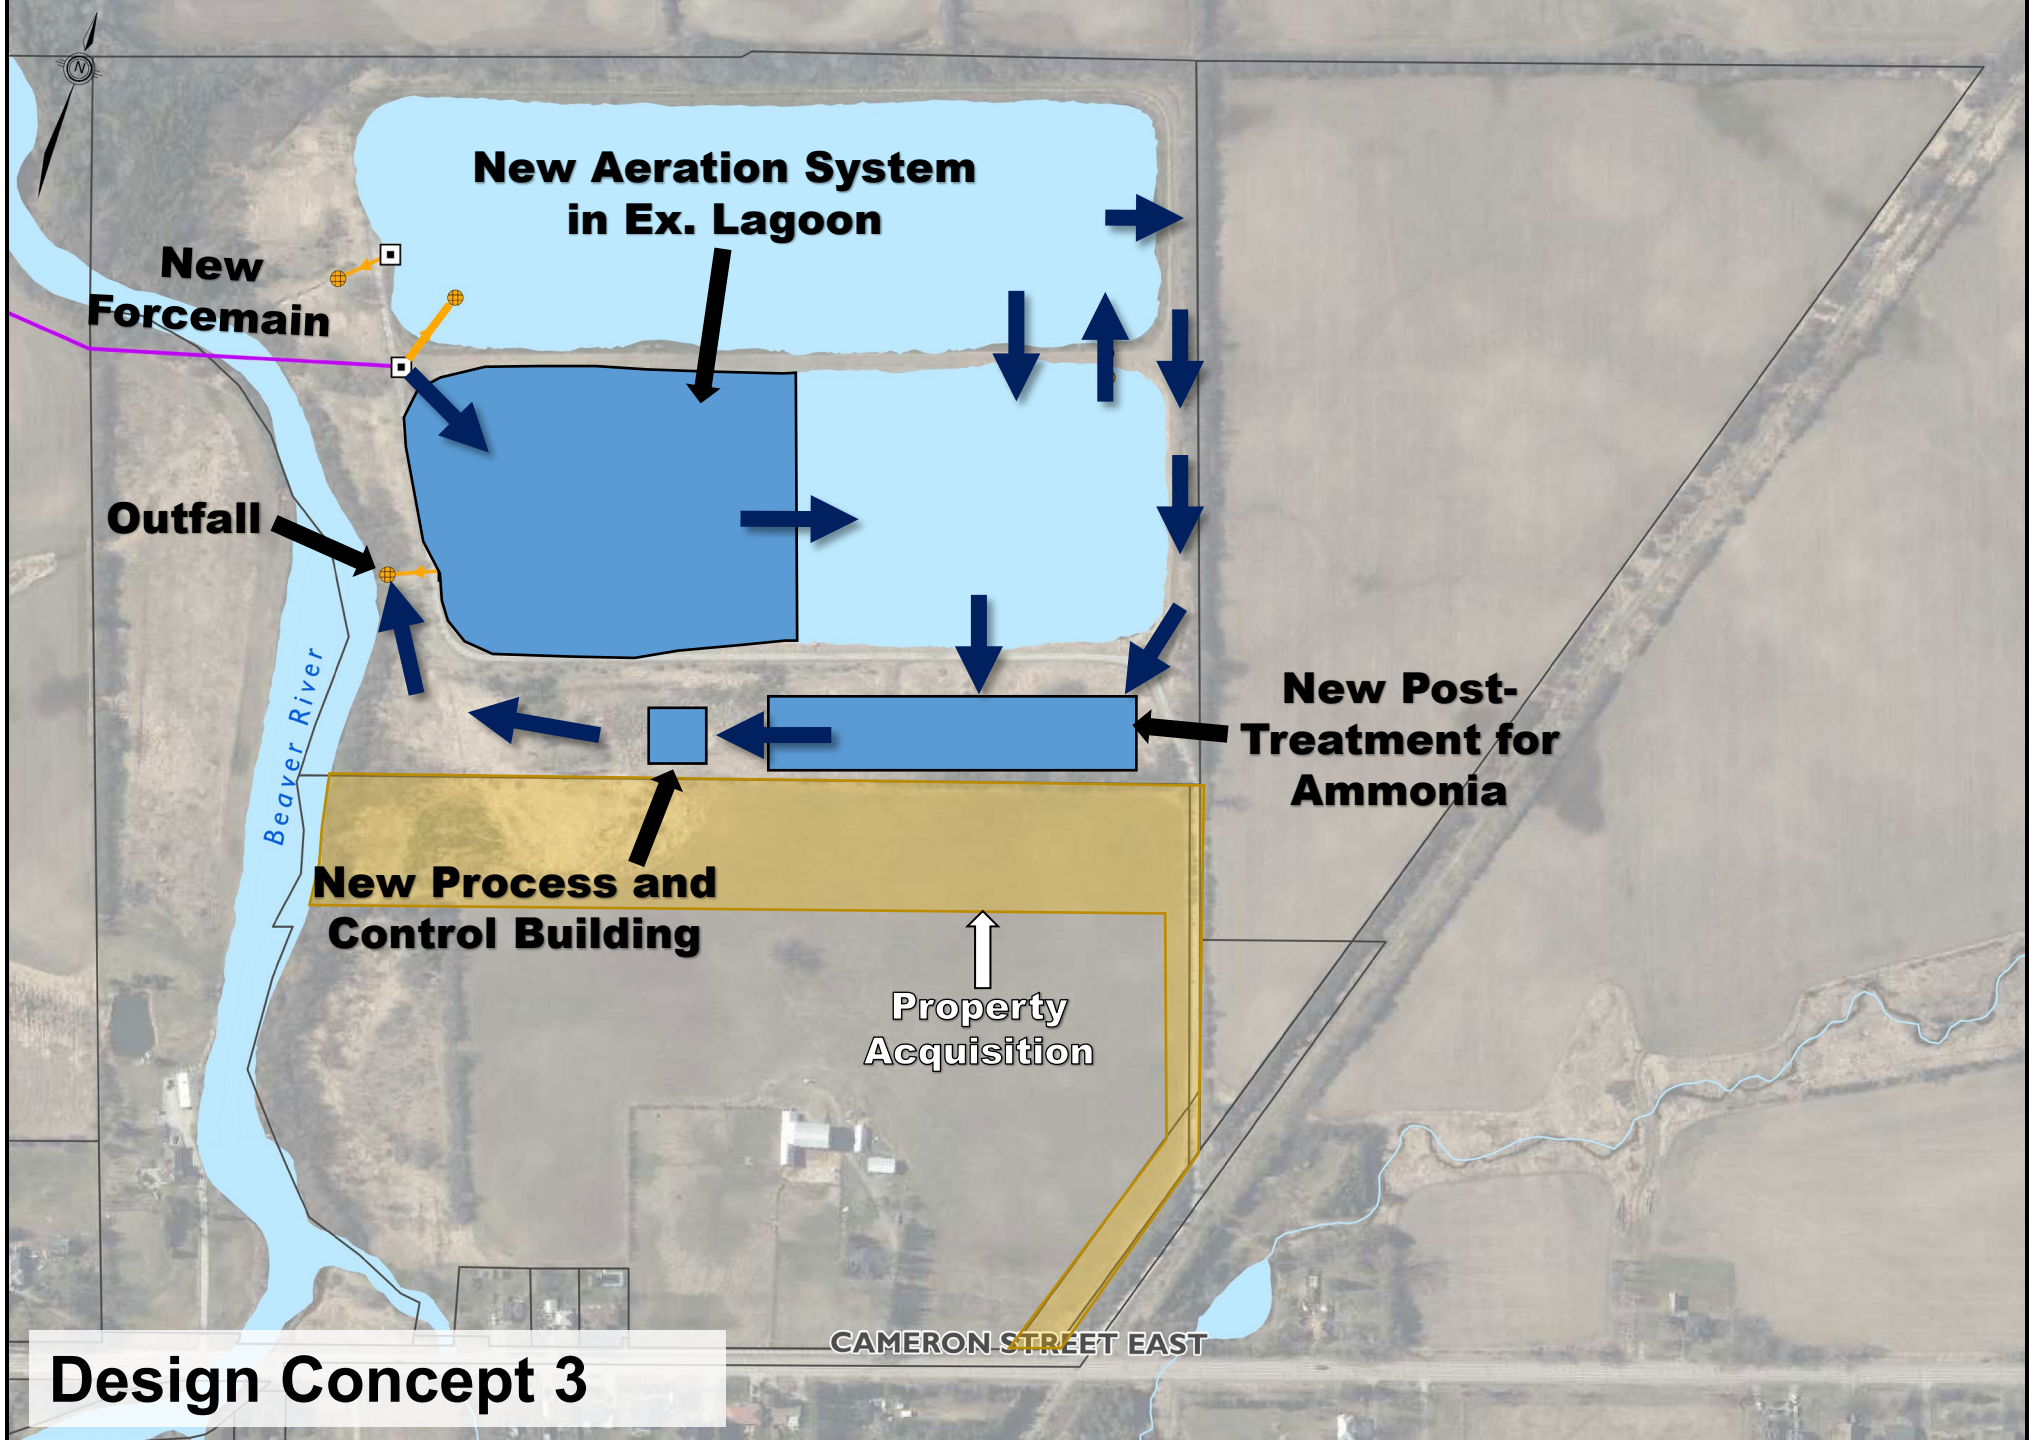 N
New Aeration System
in Ex. Lagoon
New
Forcemain
Outfall
Beaver River
New Post-
Treatment for
Ammonia
New Process and
Control Building
Property
Acquisition
CAMERON STREET EAST
Design Concept 3